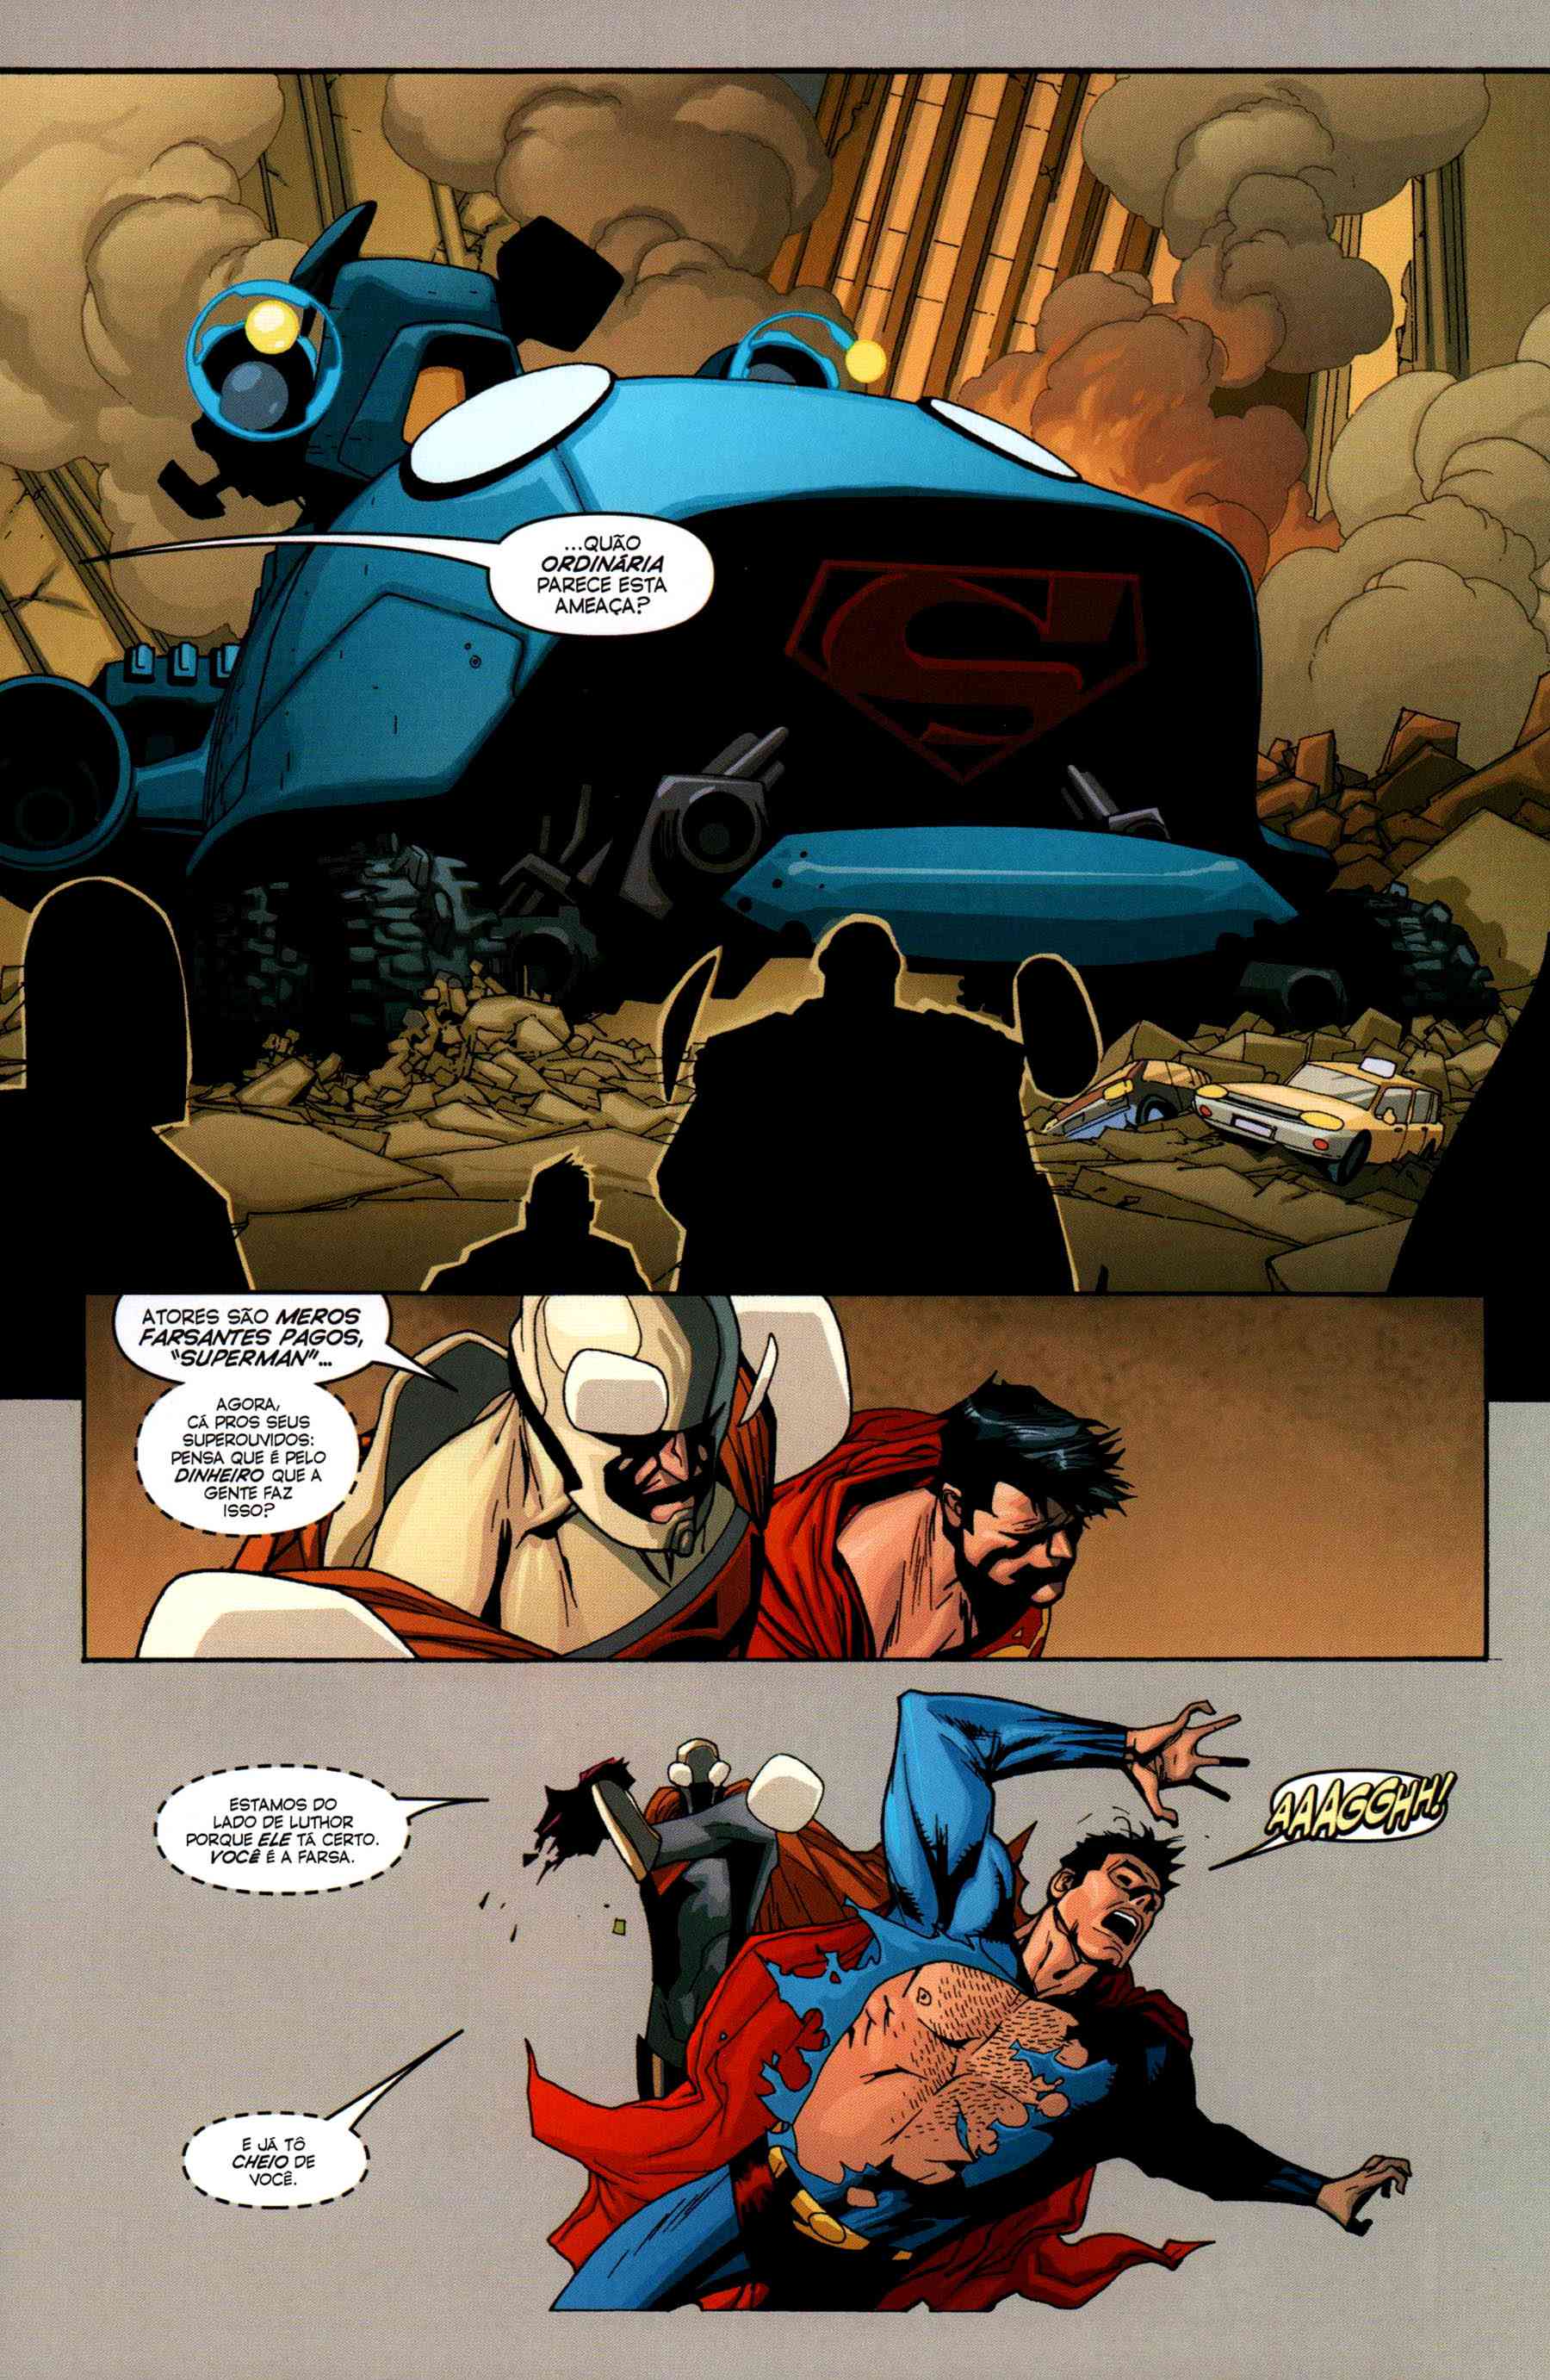 ...QUÃO
ORDINÁRIA
PARECE ESTA
AMEAÇA?
S
ATORES SÃO MEROS
FARSANTES PAGOS,
"SUPERMAN"...
AGORA,
CÁ PROS SEUS
SUPEROUVIDOS:
PENSA QUE É PELO
DINHEIRO QUE A
GENTE FAZ
ISSO?
ESTAMOS DO
LADO DE LUTHOR
PORQUE ELE TÁ CERTO.
VOCÊ É A FARSA.
AAAGGHH!
E JÁ TÔ
CHEIO DE
VOCÊ.